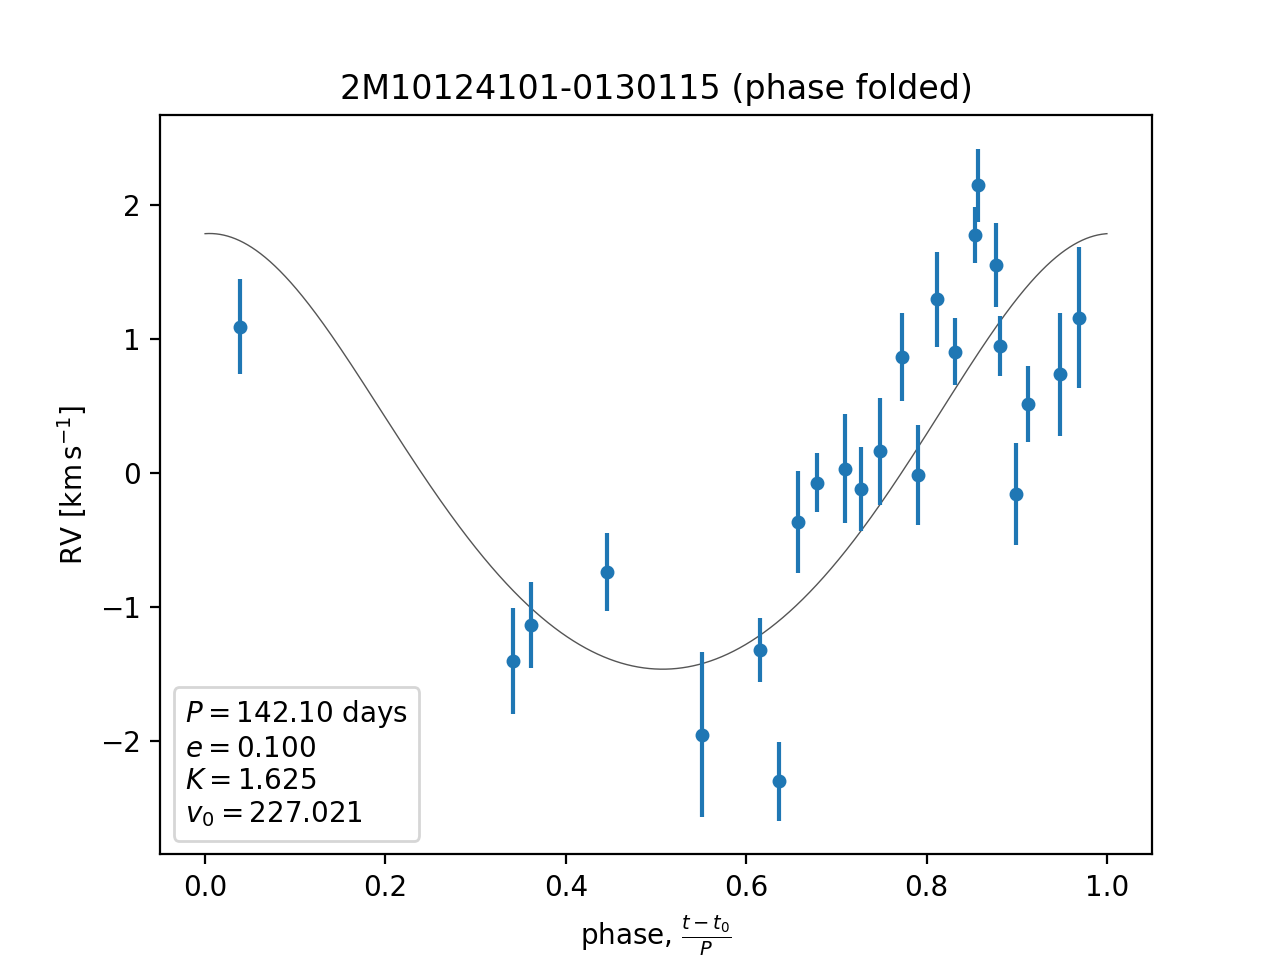 2M10124101-0130115 (phase folded)
RV [km s⁻¹]
2
1
0
−1
−2
P = 142.10 days
e = 0.100
K = 1.625
v₀ = 227.021
0.0 0.2 0.4 0.6 0.8 1.0
phase, (t − t₀)/P